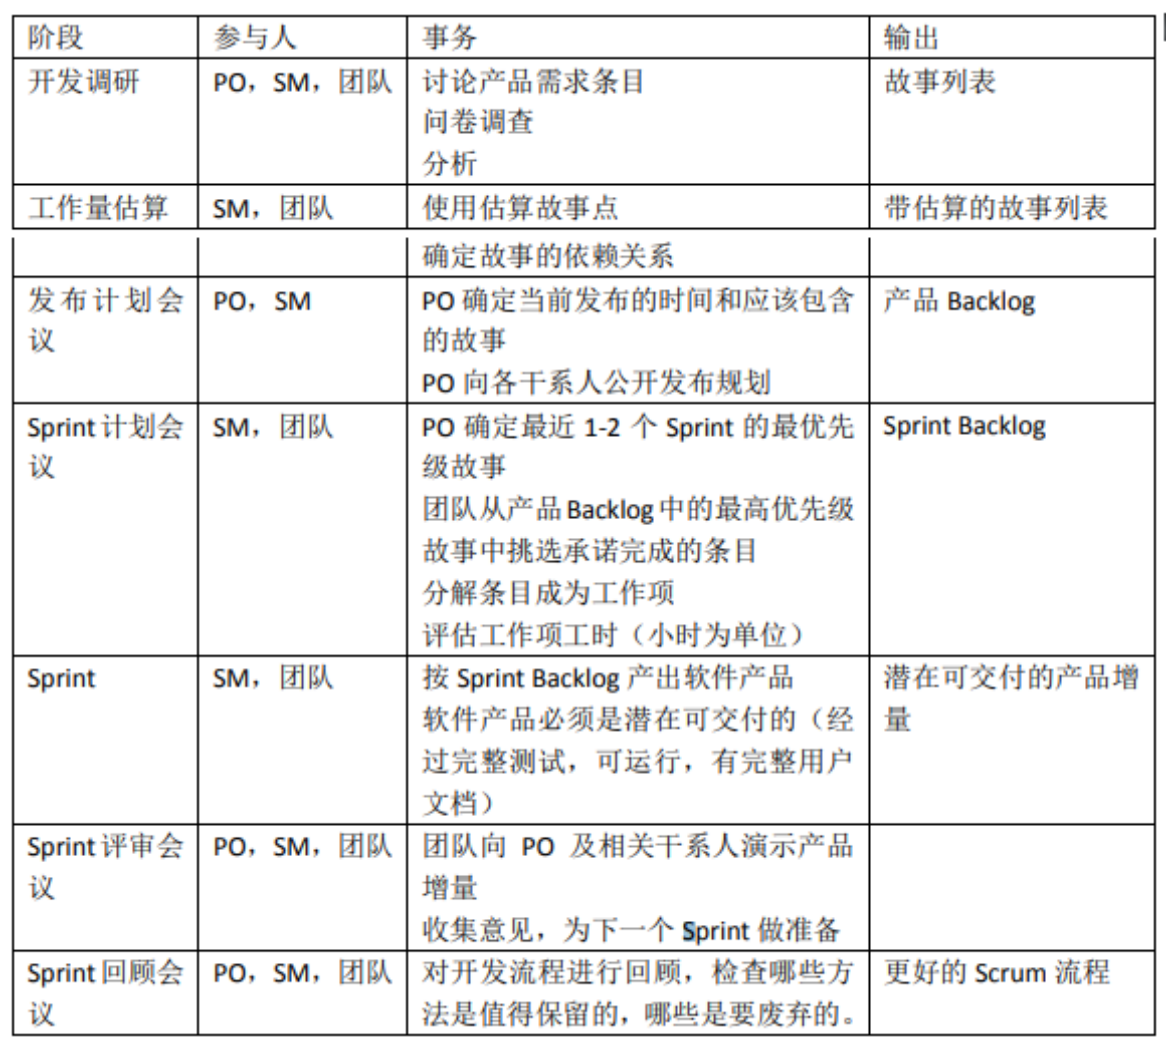 阶段 参与人 事务 输出
开发调研 PO，SM，团队 讨论产品需求条目 故事列表
问卷调查
分析
工作量估算 SM，团队 使用估算故事点 带估算的故事列表
确定故事的依赖关系
发布计划会 PO，SM PO 确定当前发布的时间和应该包含 产品 Backlog
议 的故事
PO 向各干系人公开发布规划
Sprint 计划会 SM，团队 PO 确定最近 1-2 个 Sprint 的最优先 Sprint Backlog
议 级故事
团队从产品 Backlog 中的最高优先级
故事中挑选承诺完成的条目
分解条目成为工作项
评估工作项工时（小时为单位）
Sprint SM，团队 按 Sprint Backlog 产出软件产品 潜在可交付的产品增
软件产品必须是潜在可交付的（经 量
过完整测试，可运行，有完整用户
文档）
Sprint 评审会 PO，SM，团队 团队向 PO 及相关干系人演示产品
议 增量
收集意见，为下一个 Sprint 做准备
Sprint 回顾会 PO，SM，团队 对开发流程进行回顾，检查哪些方 更好的 Scrum 流程
议 法是值得保留的，哪些是要废弃的。